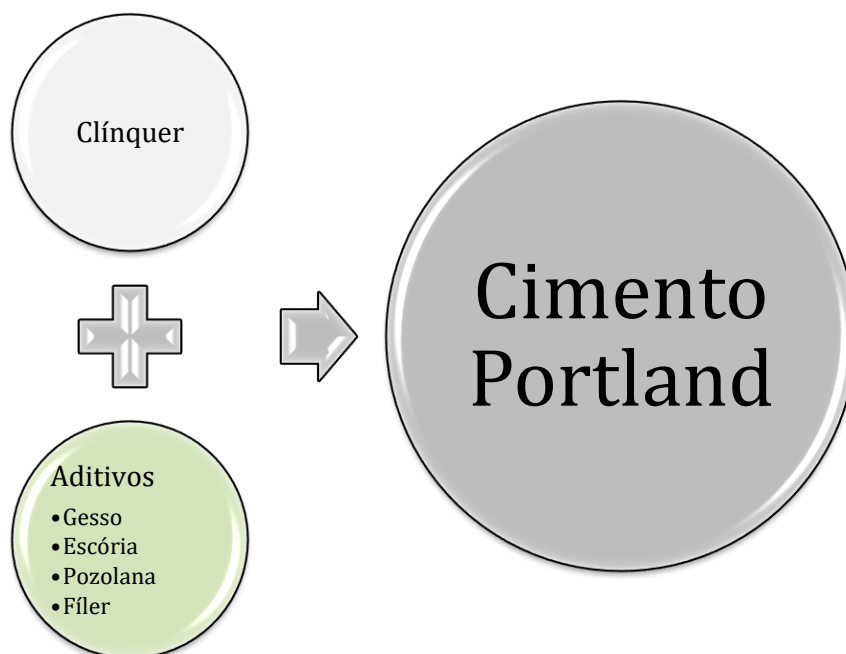 Clínquer
Aditivos
•Gesso
•Escória
•Pozolana
•Fíler
Cimento
Portland